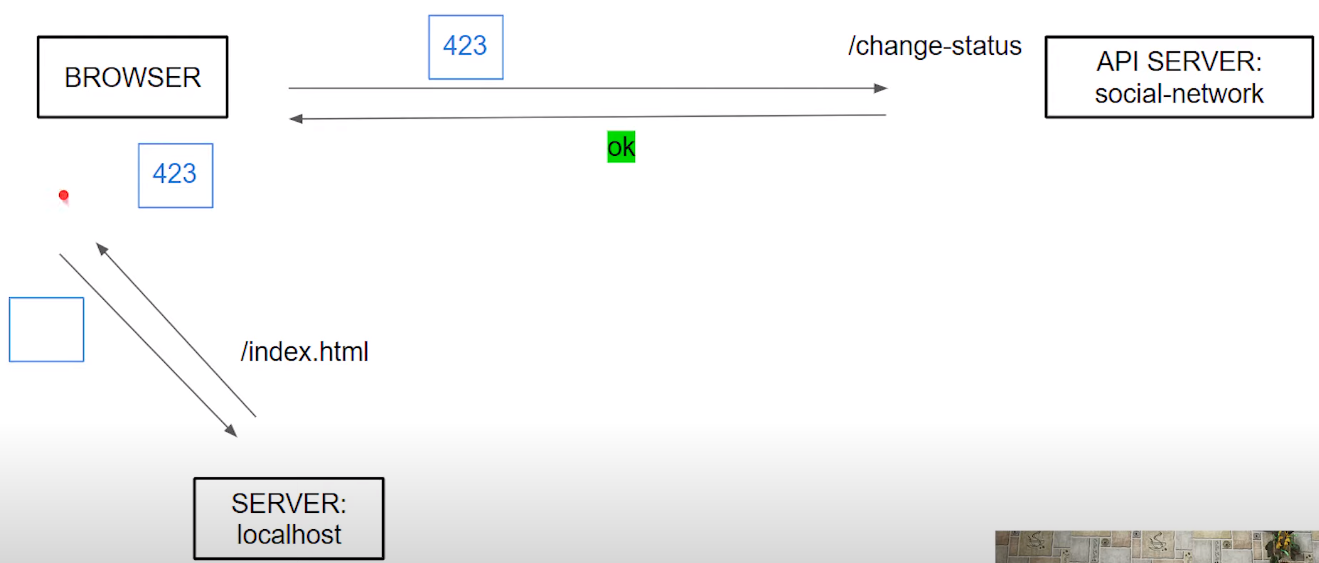 BROWSER
423
/change-status
API SERVER:
social-network
ok
423
/index.html
SERVER:
localhost